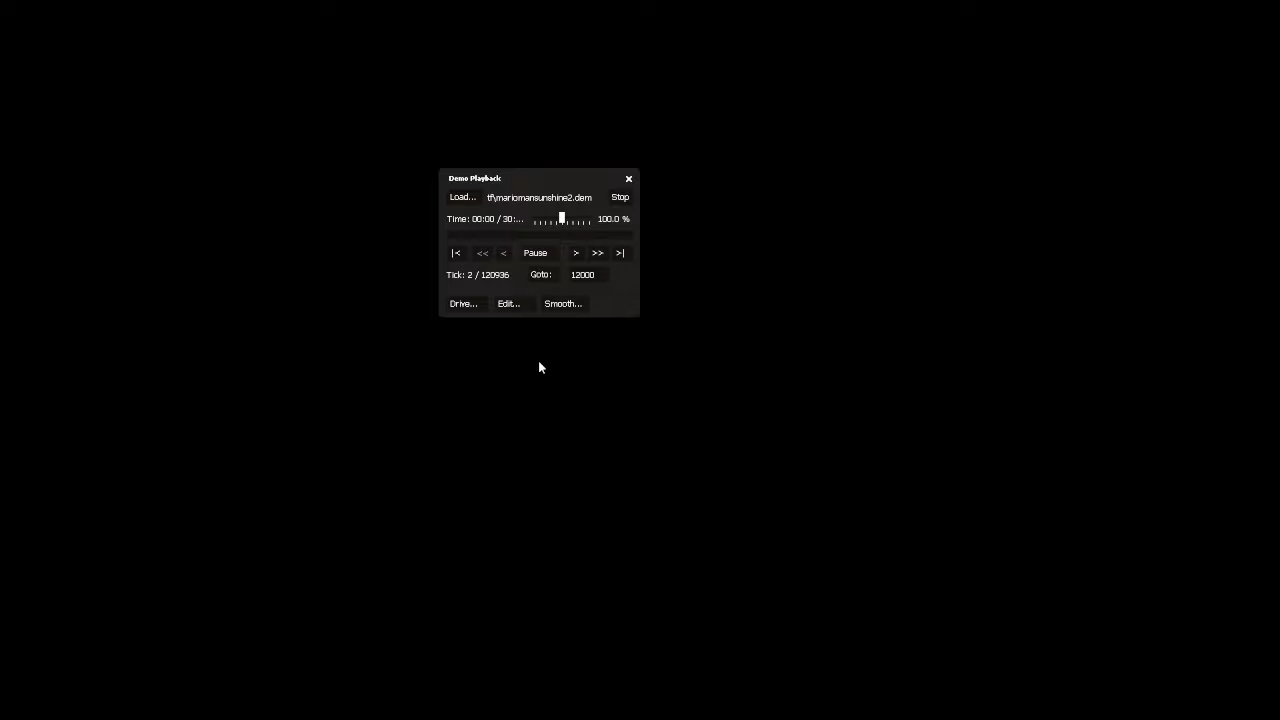 Demo Playback
Load... tf\mariomansunshine2.dem Stop
Time: 00:00 / 30:... 100.0 %
|< << < Pause > >> >|
Tick: 2 / 120936 Goto: 12000
Drive... Edit... Smooth...